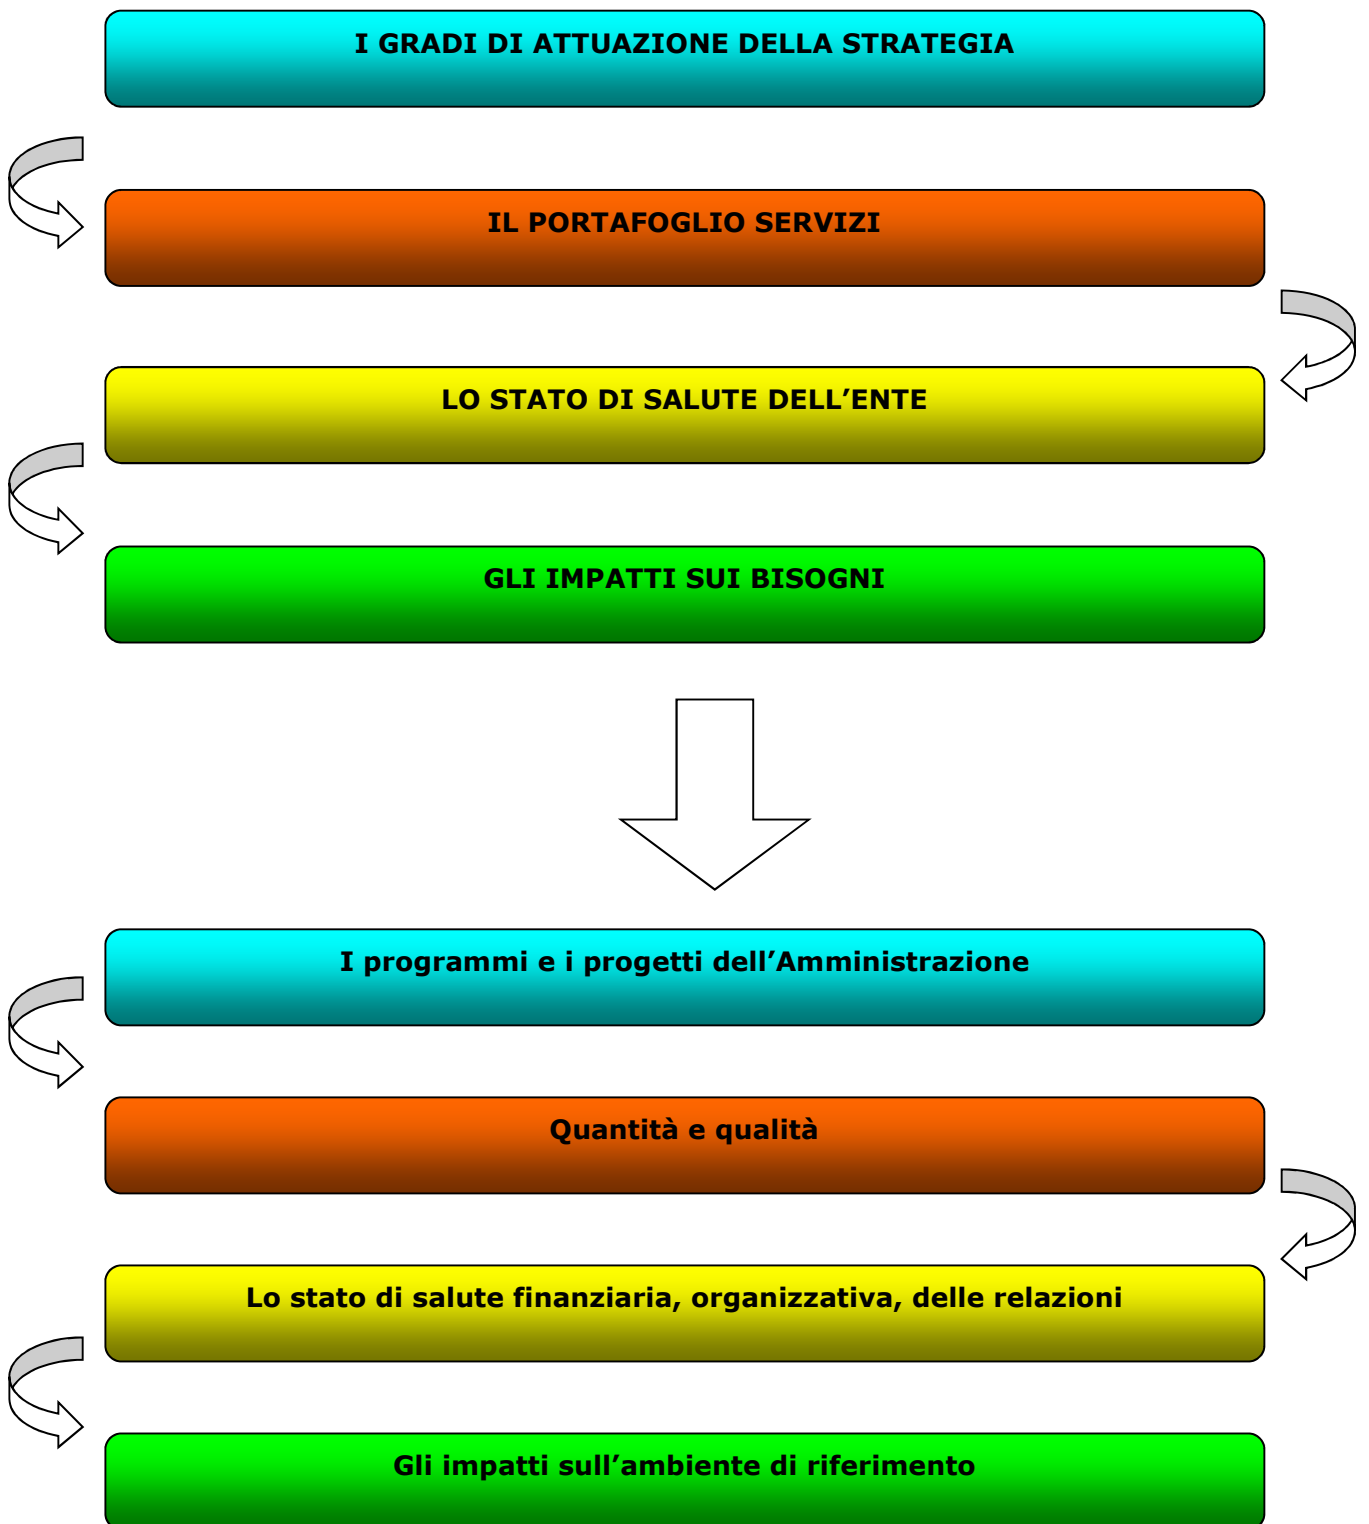 I GRADI DI ATTUAZIONE DELLA STRATEGIA
IL PORTAFOGLIO SERVIZI
LO STATO DI SALUTE DELL’ENTE
GLI IMPATTI SUI BISOGNI
I programmi e i progetti dell’Amministrazione
Quantità e qualità
Lo stato di salute finanziaria, organizzativa, delle relazioni
Gli impatti sull’ambiente di riferimento